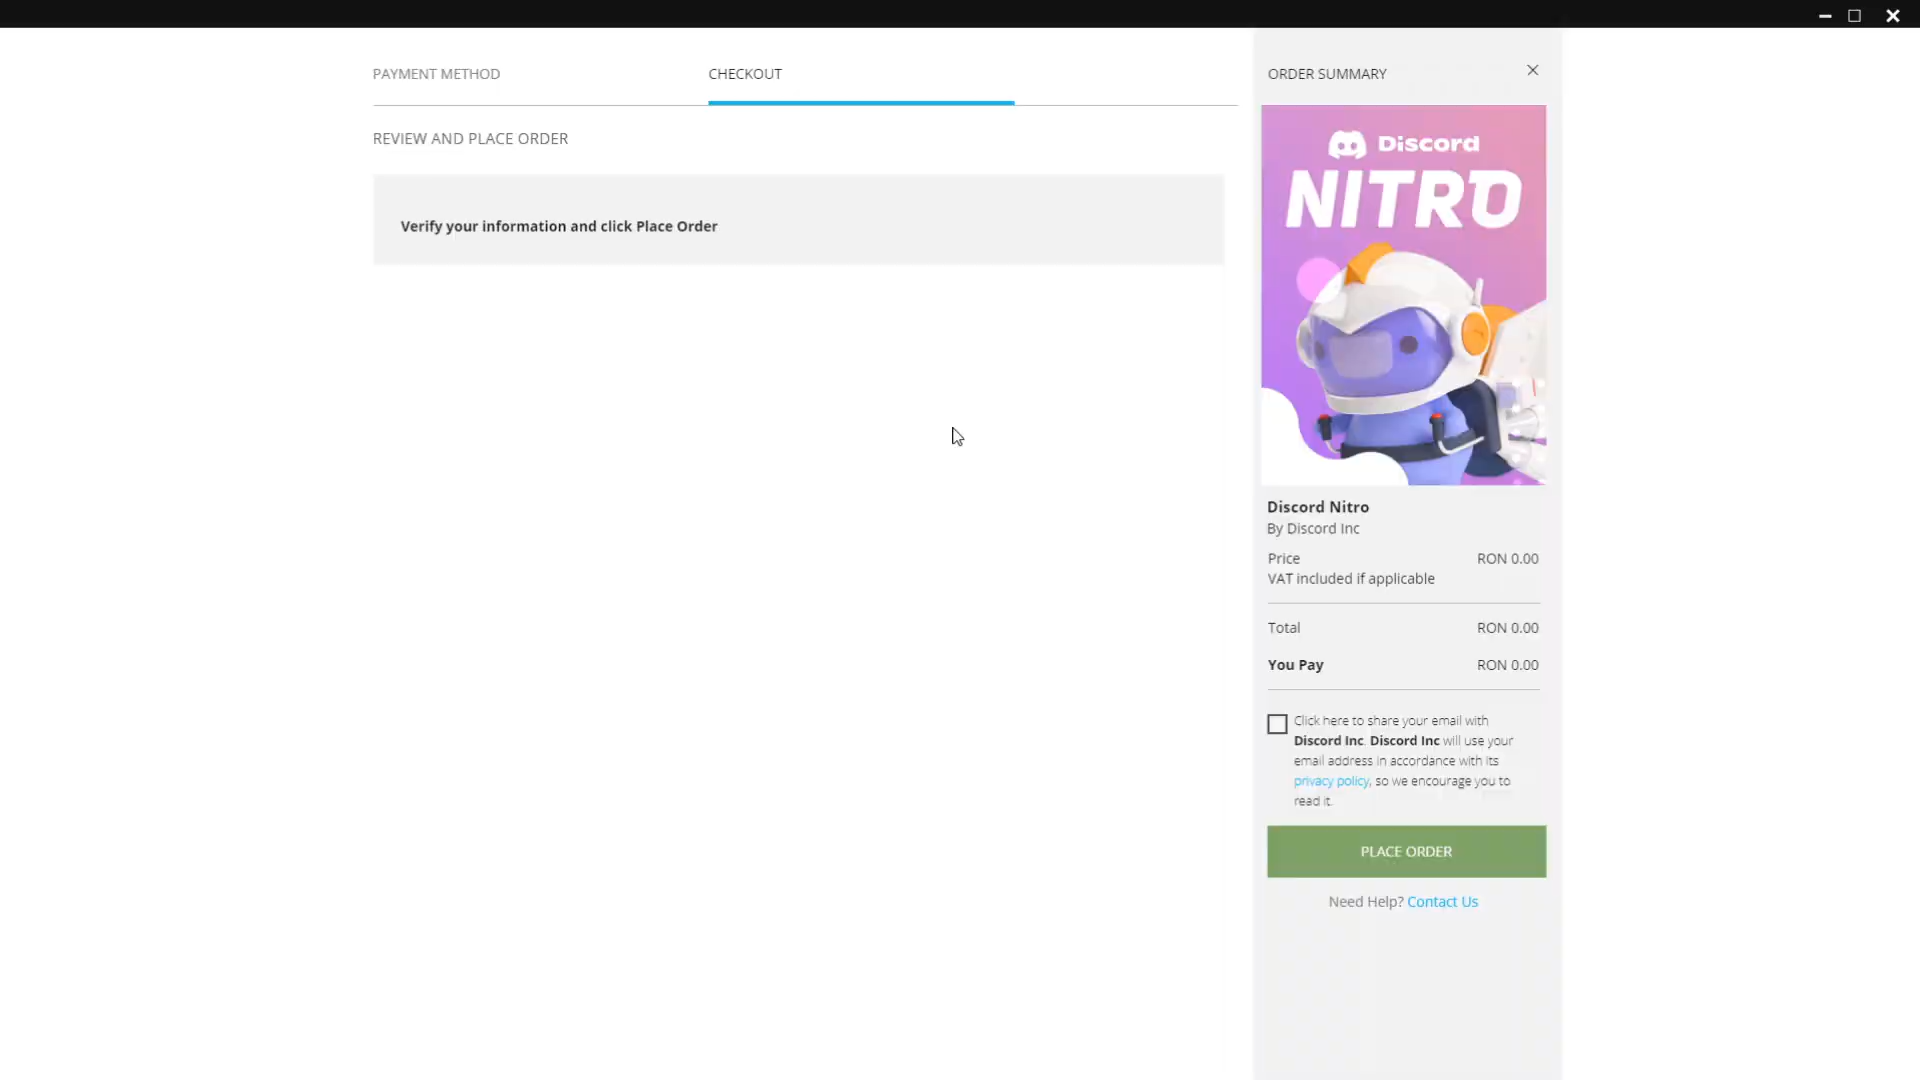 PAYMENT METHOD
CHECKOUT
REVIEW AND PLACE ORDER
Verify your information and click Place Order
ORDER SUMMARY
Discord
NITRO
Discord Nitro
By Discord Inc
Price RON 0.00
VAT included if applicable
Total RON 0.00
You Pay RON 0.00
Click here to share your email with
Discord Inc. Discord Inc will use your
email address in accordance with its
privacy policy, so we encourage you to
read it.
PLACE ORDER
Need Help? Contact Us